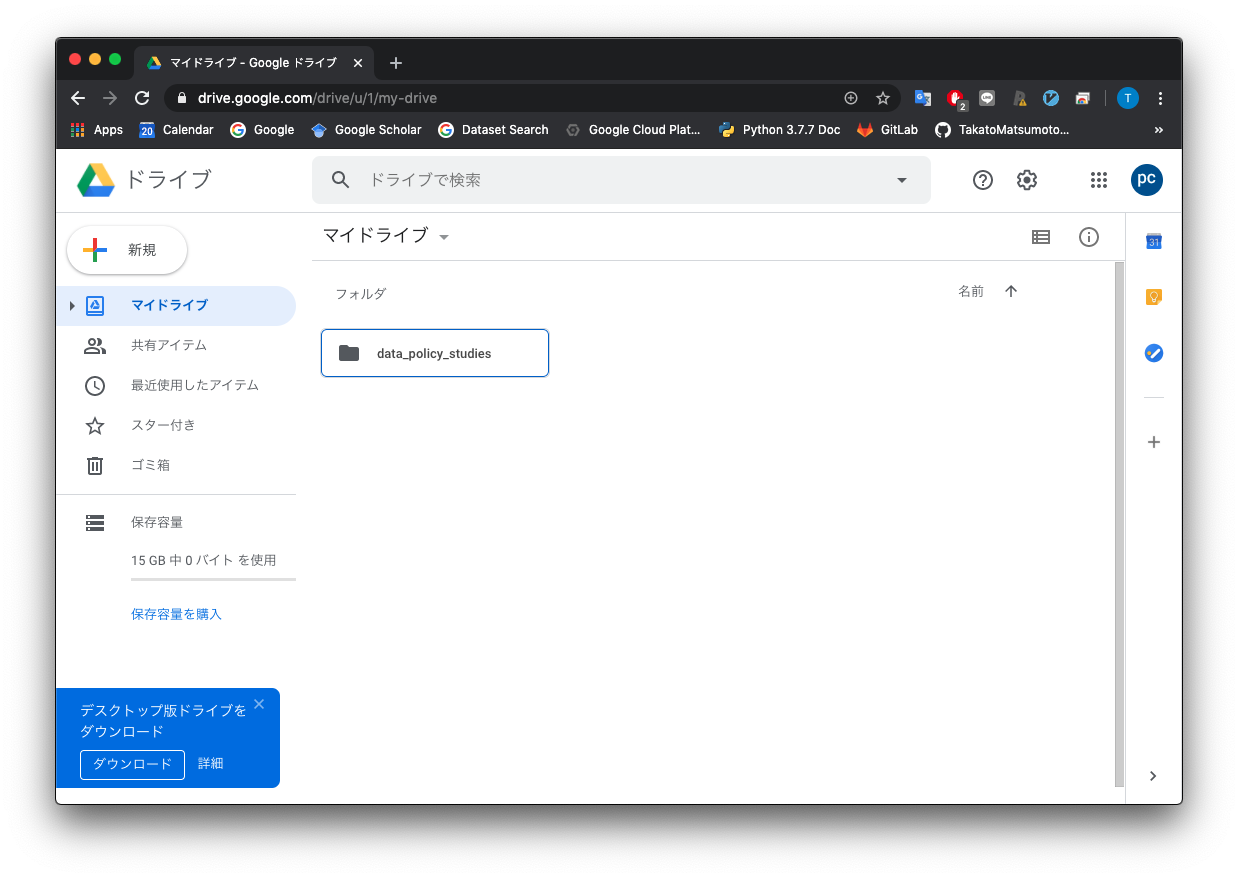 マイドライブ - Google ドライブ
drive.google.com/drive/u/1/my-drive
2
T
Apps
20
Calendar
Google
Google Scholar
Dataset Search
Google Cloud Plat...
Python 3.7.7 Doc
GitLab
TakatoMatsumoto...
»
ドライブ
ドライブで検索
pc
新規
マイドライブ
31
フォルダ
名前
data_policy_studies
マイドライブ
共有アイテム
最近使用したアイテム
スター付き
ゴミ箱
保存容量
15 GB 中 0 バイト を使用
保存容量を購入
デスクトップ版ドライブを
ダウンロード
ダウンロード
詳細